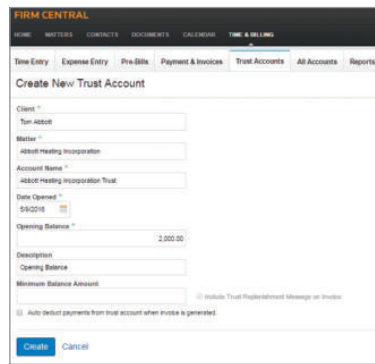 FIRM CENTRAL
HOME MATTERS CONTACTS DOCUMENTS CALENDAR TIME & BILLING
Time Entry Expense Entry Pre-Bills Payment & Invoices Trust Accounts All Accounts Reports
Create New Trust Account
Client *
Tom Abbott
Matter *
Abbott Heating Incorporation
Account Name *
Abbott Heating Incorporation Trust
Date Opened *
5/9/2016
Opening Balance *
2,000.00
Description
Opening Balance
Minimum Balance Amount
Include Trust Replenishment Message on Invoice
Auto deduct payments from trust account when invoice is generated.
Create Cancel